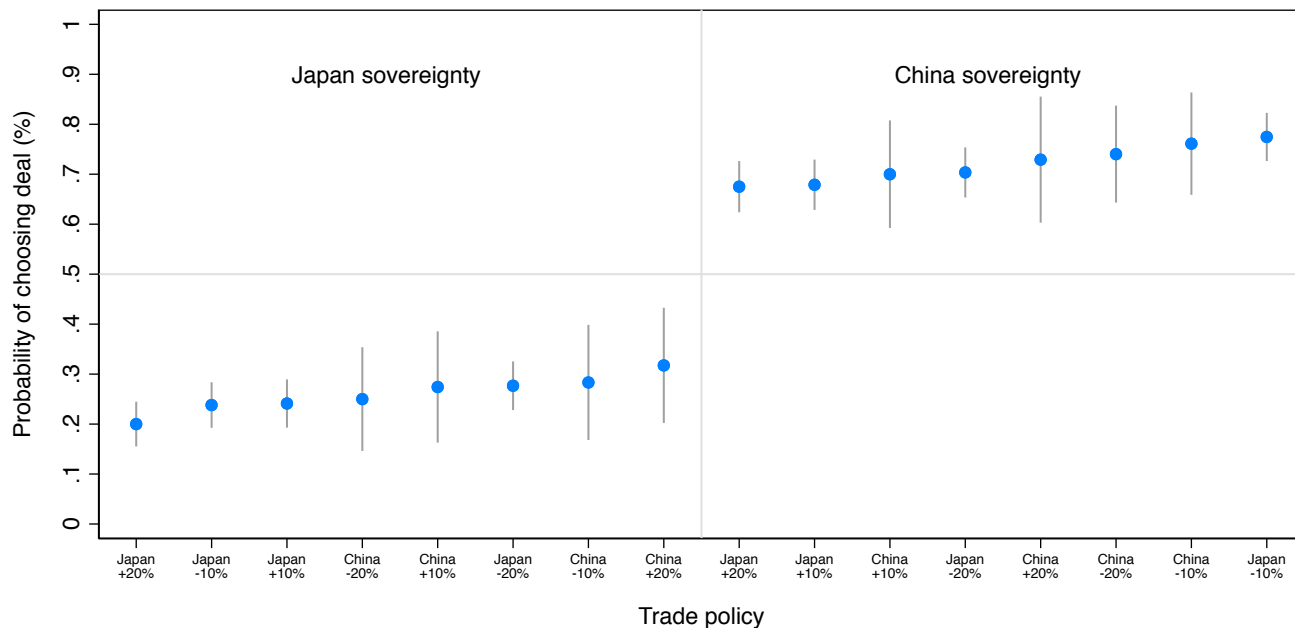 Probability of choosing deal (%)
1
.9
.8
.7
.6
.5
.4
.3
.2
.1
0
Japan sovereignty
China sovereignty
Japan +20%
Japan -10%
Japan +10%
China -20%
China +10%
Japan -20%
China -10%
China +20%
Japan +20%
Japan +10%
China +10%
Japan -20%
China +20%
China -20%
China -10%
Japan -10%
Trade policy